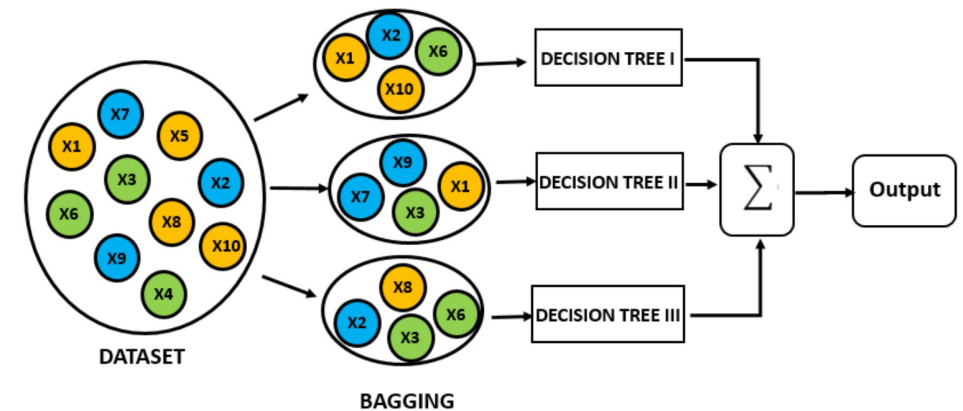 X7
X1
X5
X3
X2
X6
X8
X10
X9
X4
DATASET
X2
X1
X6
X10
X9
X7
X1
X3
X8
X2
X6
X3
BAGGING
DECISION TREE I
DECISION TREE II
DECISION TREE III
∑
Output